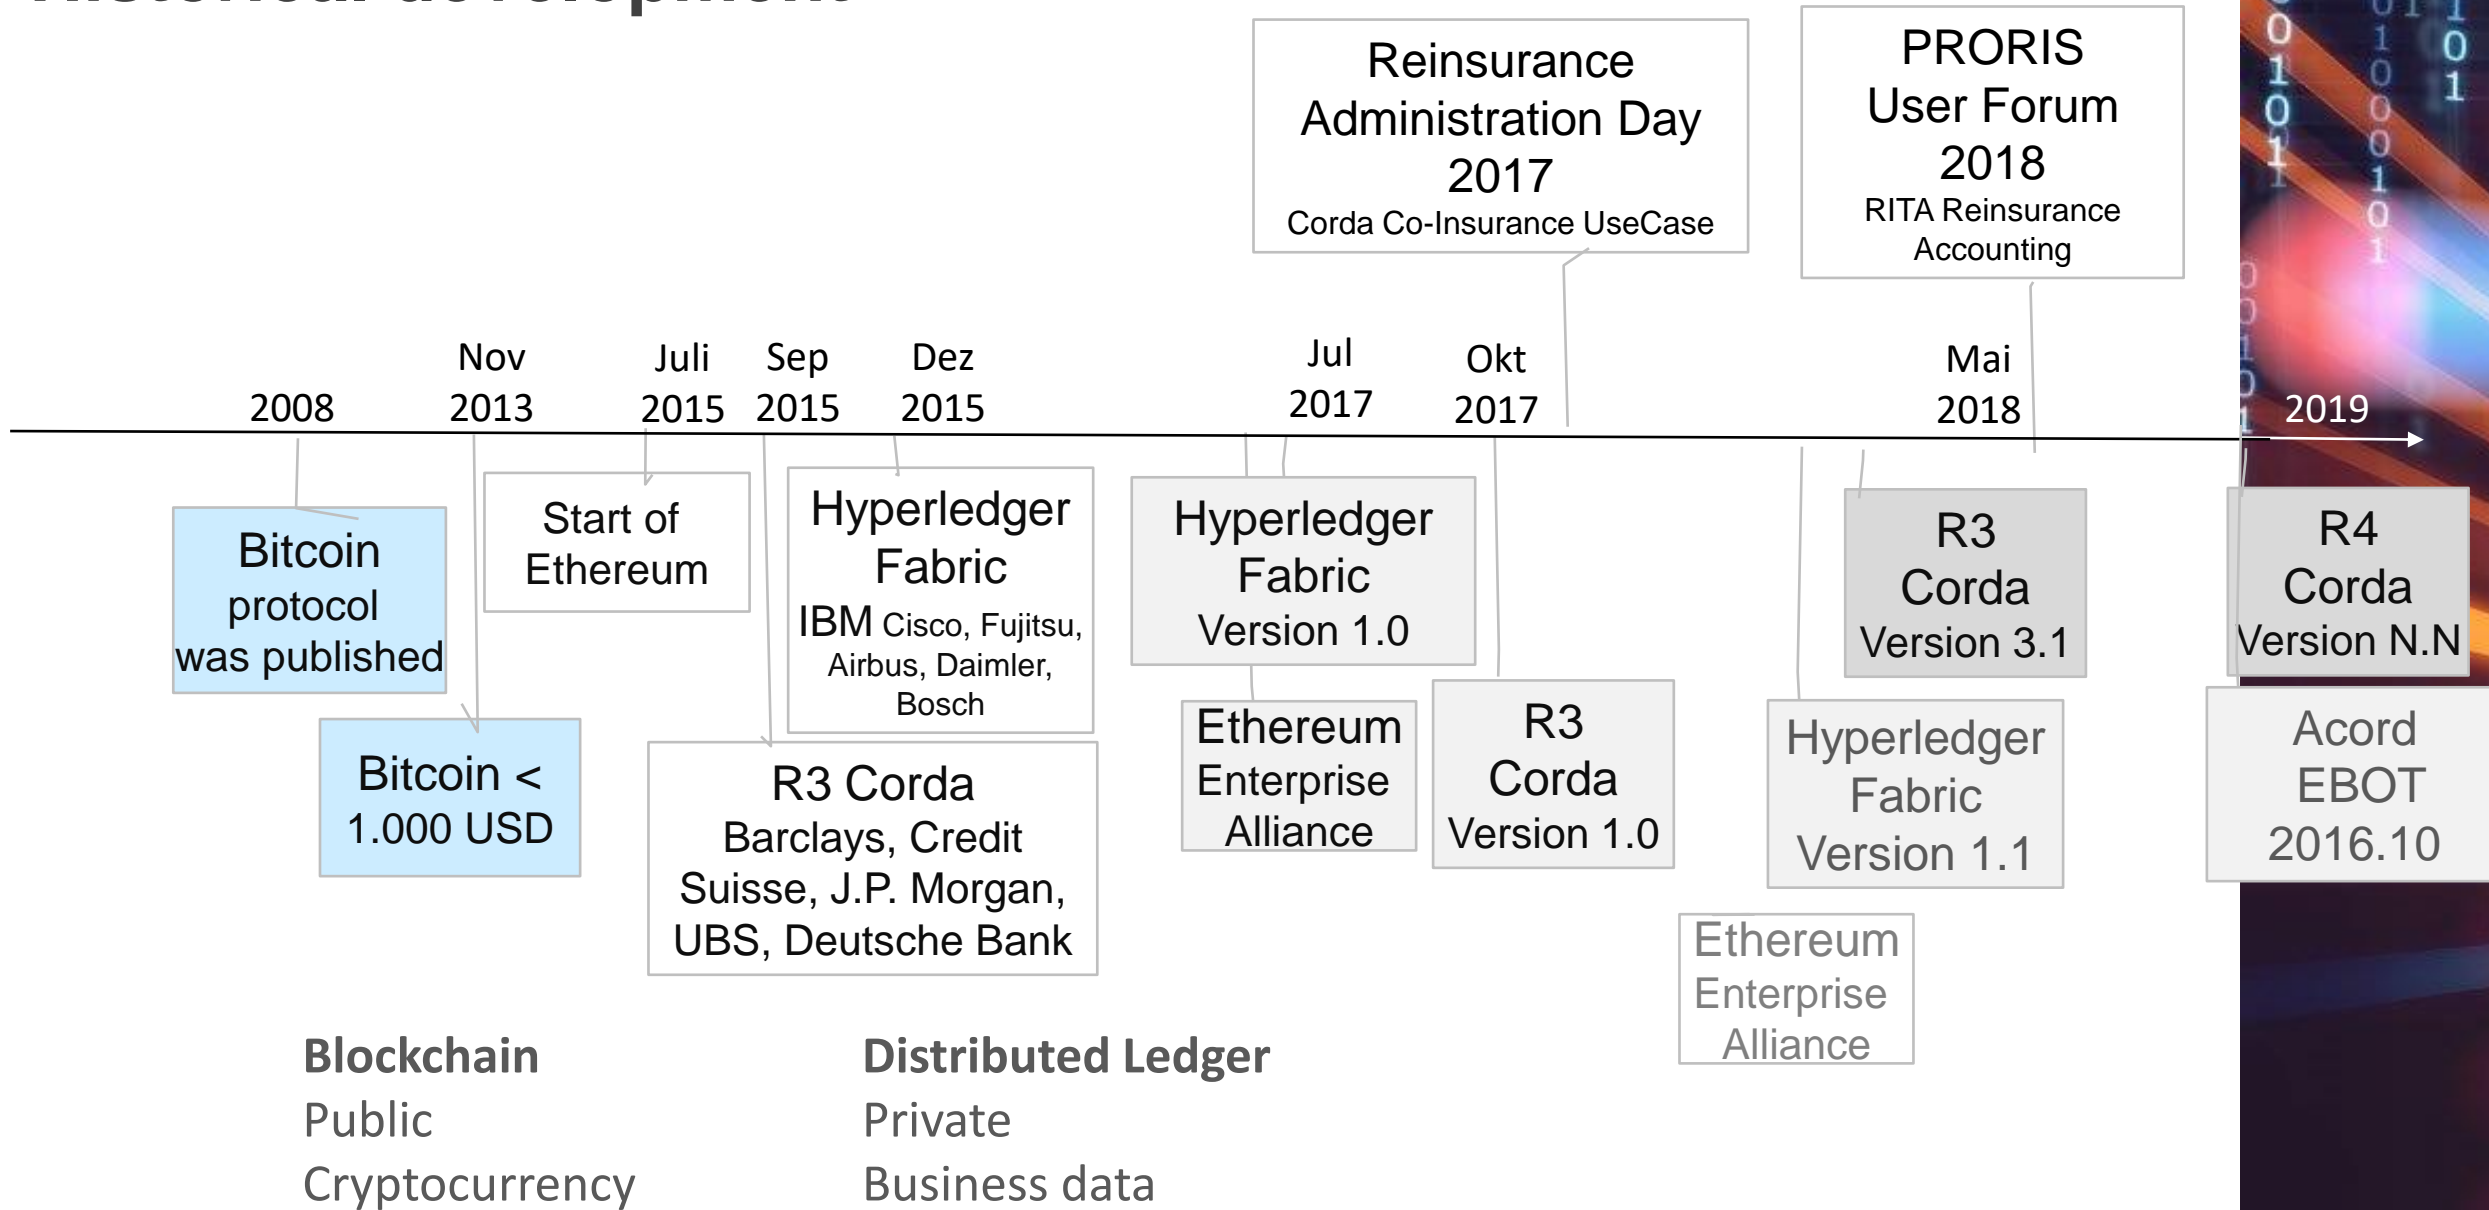 Historical development
Reinsurance
Administration Day
2017
Corda Co-Insurance UseCase
PRORIS
User Forum
2018
RITA Reinsurance
Accounting
2008
Nov
2013
Juli
2015
Sep
2015
Dez
2015
Jul
2017
Okt
2017
Mai
2018
2019
Bitcoin
protocol
was published
Bitcoin <
1.000 USD
Start of
Ethereum
Hyperledger
Fabric
IBM Cisco, Fujitsu,
Airbus, Daimler,
Bosch
R3 Corda
Barclays, Credit
Suisse, J.P. Morgan,
UBS, Deutsche Bank
Hyperledger
Fabric
Version 1.0
Ethereum
Enterprise
Alliance
R3
Corda
Version 1.0
R3
Corda
Version 3.1
Hyperledger
Fabric
Version 1.1
Ethereum
Enterprise
Alliance
R4
Corda
Version N.N
Acord
EBOT
2016.10
Blockchain
Public
Cryptocurrency
Distributed Ledger
Private
Business data